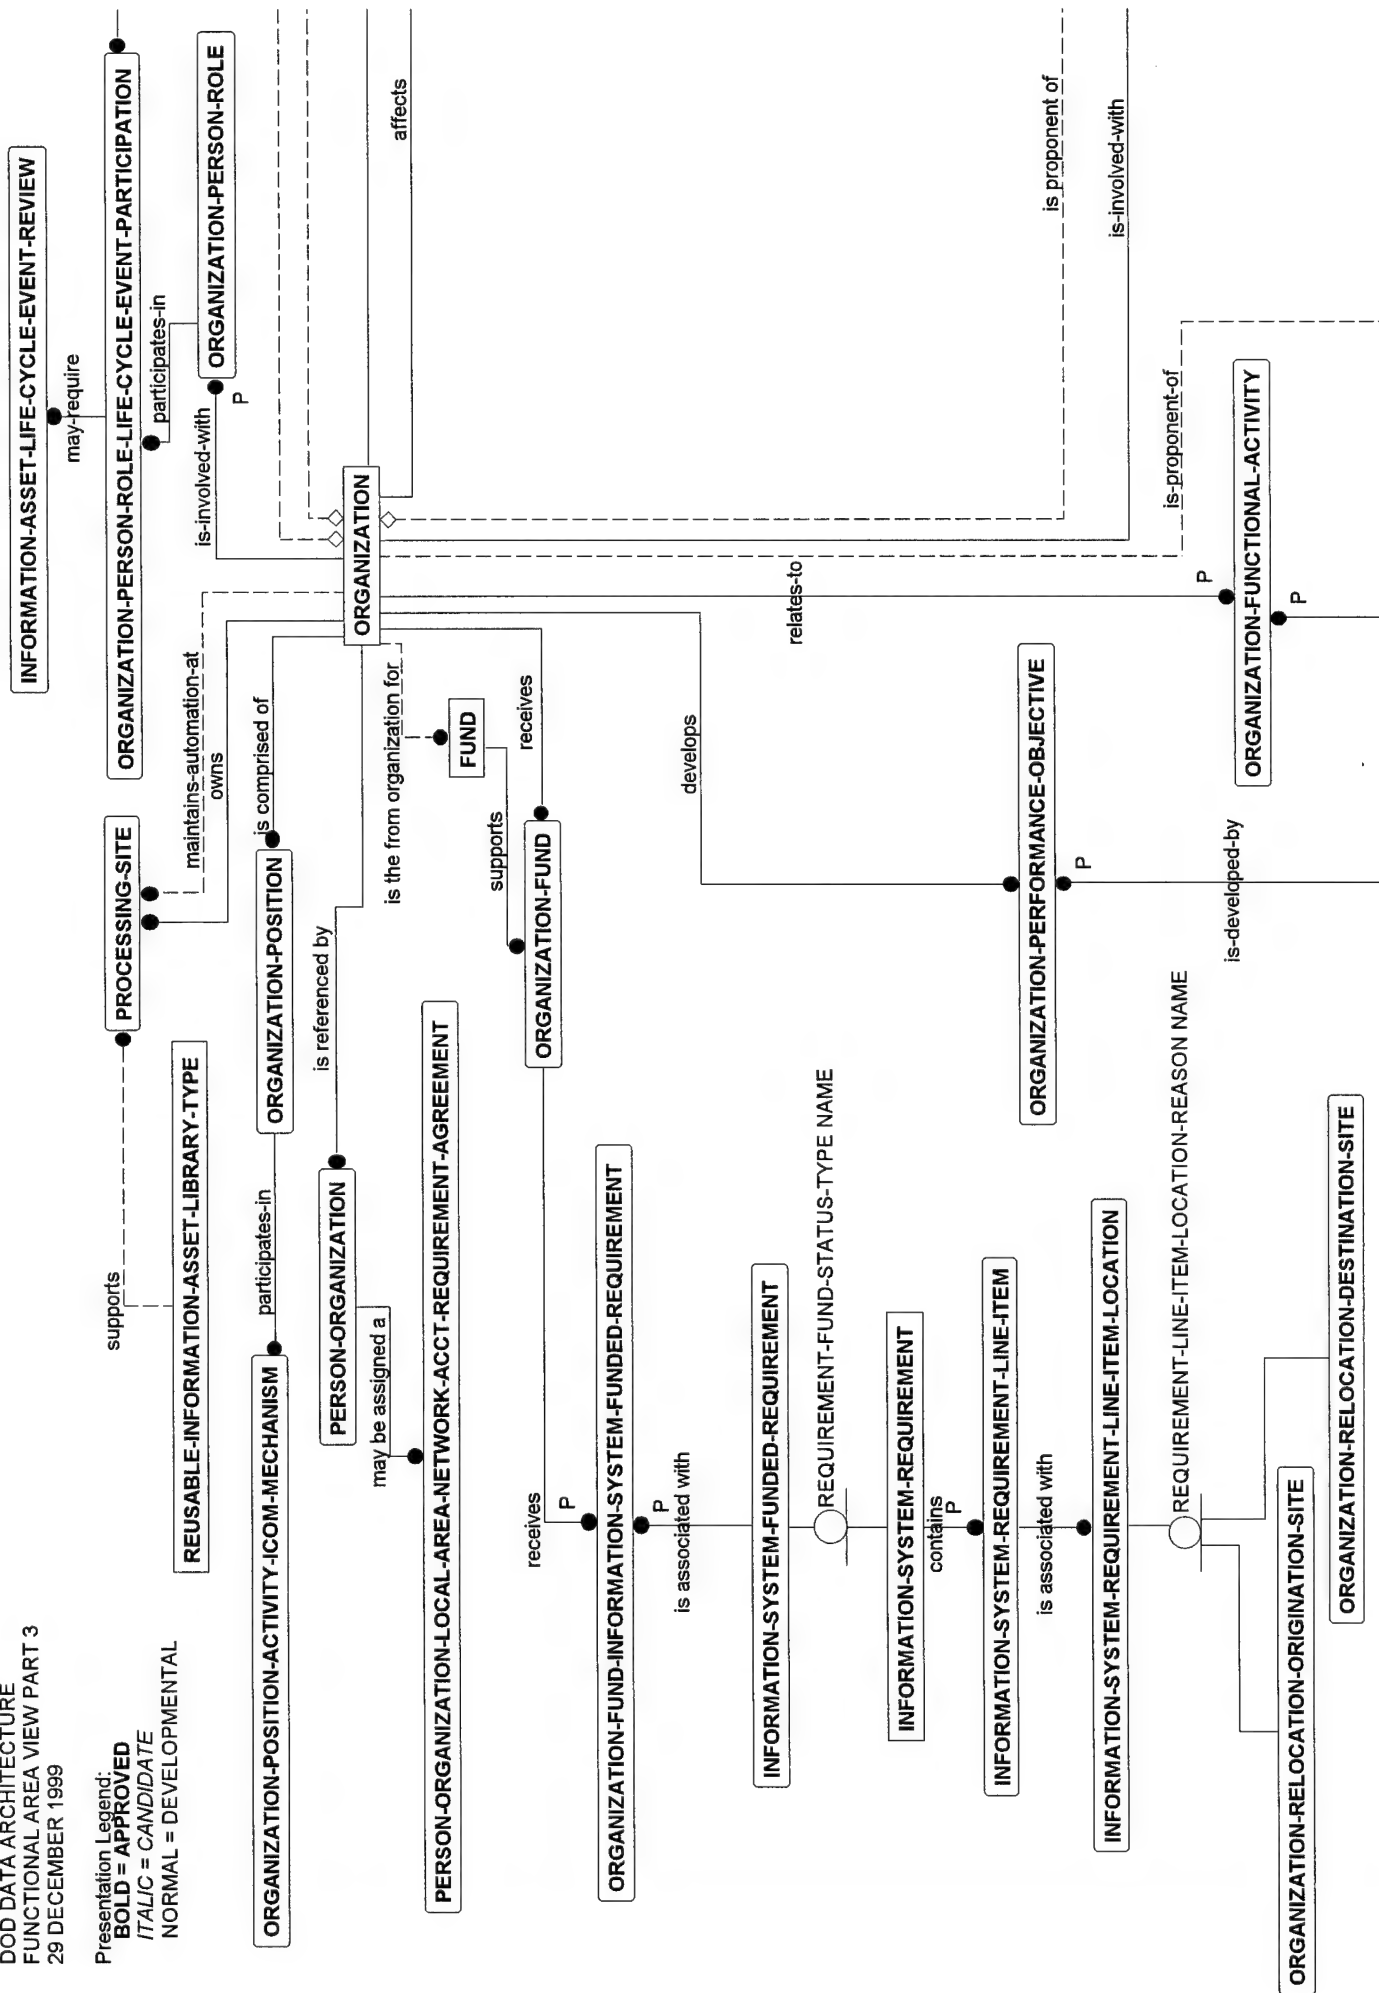 DOD DATA ARCHITECTURE
FUNCTIONAL AREA VIEW PART 3
29 DECEMBER 1999
Presentation Legend:
BOLD = APPROVED
ITALIC = CANDIDATE
NORMAL = DEVELOPMENTAL
INFORMATION-ASSET-LIFE-CYCLE-EVENT-REVIEW
may-require
ORGANIZATION-PERSON-ROLE-LIFE-CYCLE-EVENT-PARTICIPATION
participates-in
ORGANIZATION-PERSON-ROLE
P
is-involved-with
supports
PROCESSING-SITE
REUSABLE-INFORMATION-ASSET-LIBRARY-TYPE
maintains-automation-at
owns
ORGANIZATION-POSITION-ACTIVITY-ICOM-MECHANISM
participates-in
ORGANIZATION-POSITION
is comprised of
PERSON-ORGANIZATION
is referenced by
ORGANIZATION
affects
may be assigned a
is the from organization for
PERSON-ORGANIZATION-LOCAL-AREA-NETWORK-ACCT-REQUIREMENT-AGREEMENT
FUND
supports
receives
ORGANIZATION-FUND
receives
P
ORGANIZATION-FUND-INFORMATION-SYSTEM-FUNDED-REQUIREMENT
P
is associated with
develops
INFORMATION-SYSTEM-FUNDED-REQUIREMENT
relates-to
REQUIREMENT-FUND-STATUS-TYPE NAME
INFORMATION-SYSTEM-REQUIREMENT
contains
P
INFORMATION-SYSTEM-REQUIREMENT-LINE-ITEM
is associated with
ORGANIZATION-PERFORMANCE-OBJECTIVE
P
is proponent of
INFORMATION-SYSTEM-REQUIREMENT-LINE-ITEM-LOCATION
is-involved-with
REQUIREMENT-LINE-ITEM-LOCATION-REASON NAME
is-proponent-of
P
is-developed-by
ORGANIZATION-FUNCTIONAL-ACTIVITY
P
ORGANIZATION-RELOCATION-ORIGINATION-SITE
ORGANIZATION-RELOCATION-DESTINATION-SITE